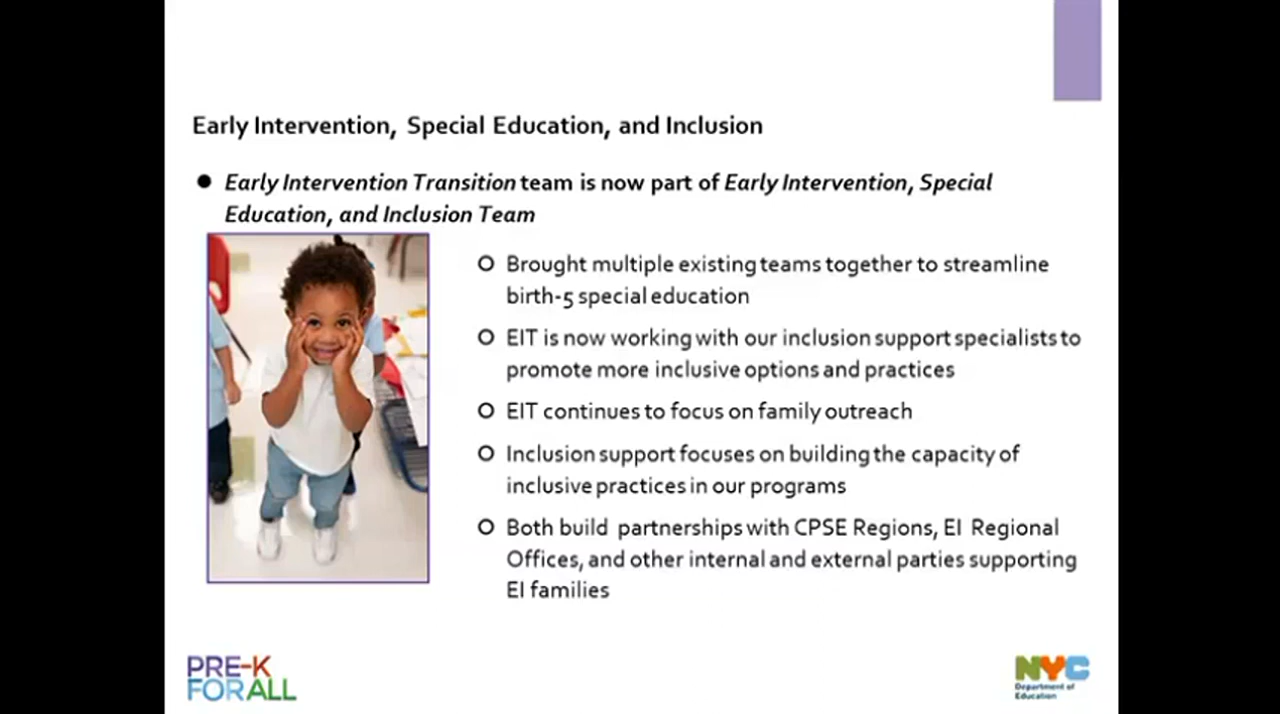 Early Intervention, Special Education, and Inclusion
Early Intervention Transition team is now part of Early Intervention, Special
Education, and Inclusion Team
Brought multiple existing teams together to streamline
birth-5 special education
EIT is now working with our inclusion support specialists to
promote more inclusive options and practices
EIT continues to focus on family outreach
Inclusion support focuses on building the capacity of
inclusive practices in our programs
Both build partnerships with CPSE Regions, EI Regional
Offices, and other internal and external parties supporting
EI families
PRE-K
FOR ALL
NYC
Department of
Education